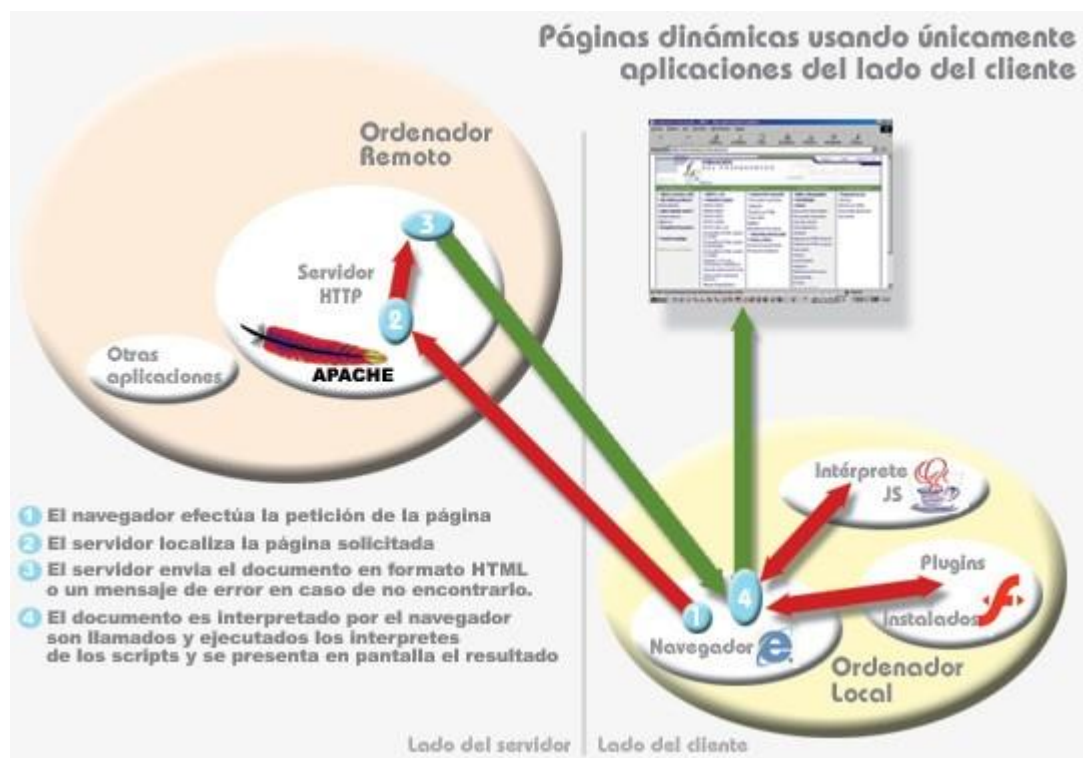 Páginas dinámicas usando únicamente
aplicaciones del lado del cliente
Ordenador
Remoto
3
Servidor
HTTP
2
APACHE
Otras
aplicaciones
Intérprete
JS
Plugins
Instalados
4
1
Navegador
Ordenador
Local
1 El navegador efectúa la petición de la página
2 El servidor localiza la página solicitada
3 El servidor envia el documento en formato HTML
o un mensaje de error en caso de no encontrarlo.
4 El documento es interpretado por el navegador
son llamados y ejecutados los interpretes
de los scripts y se presenta en pantalla el resultado
Lado del servidor
Lado del cliente